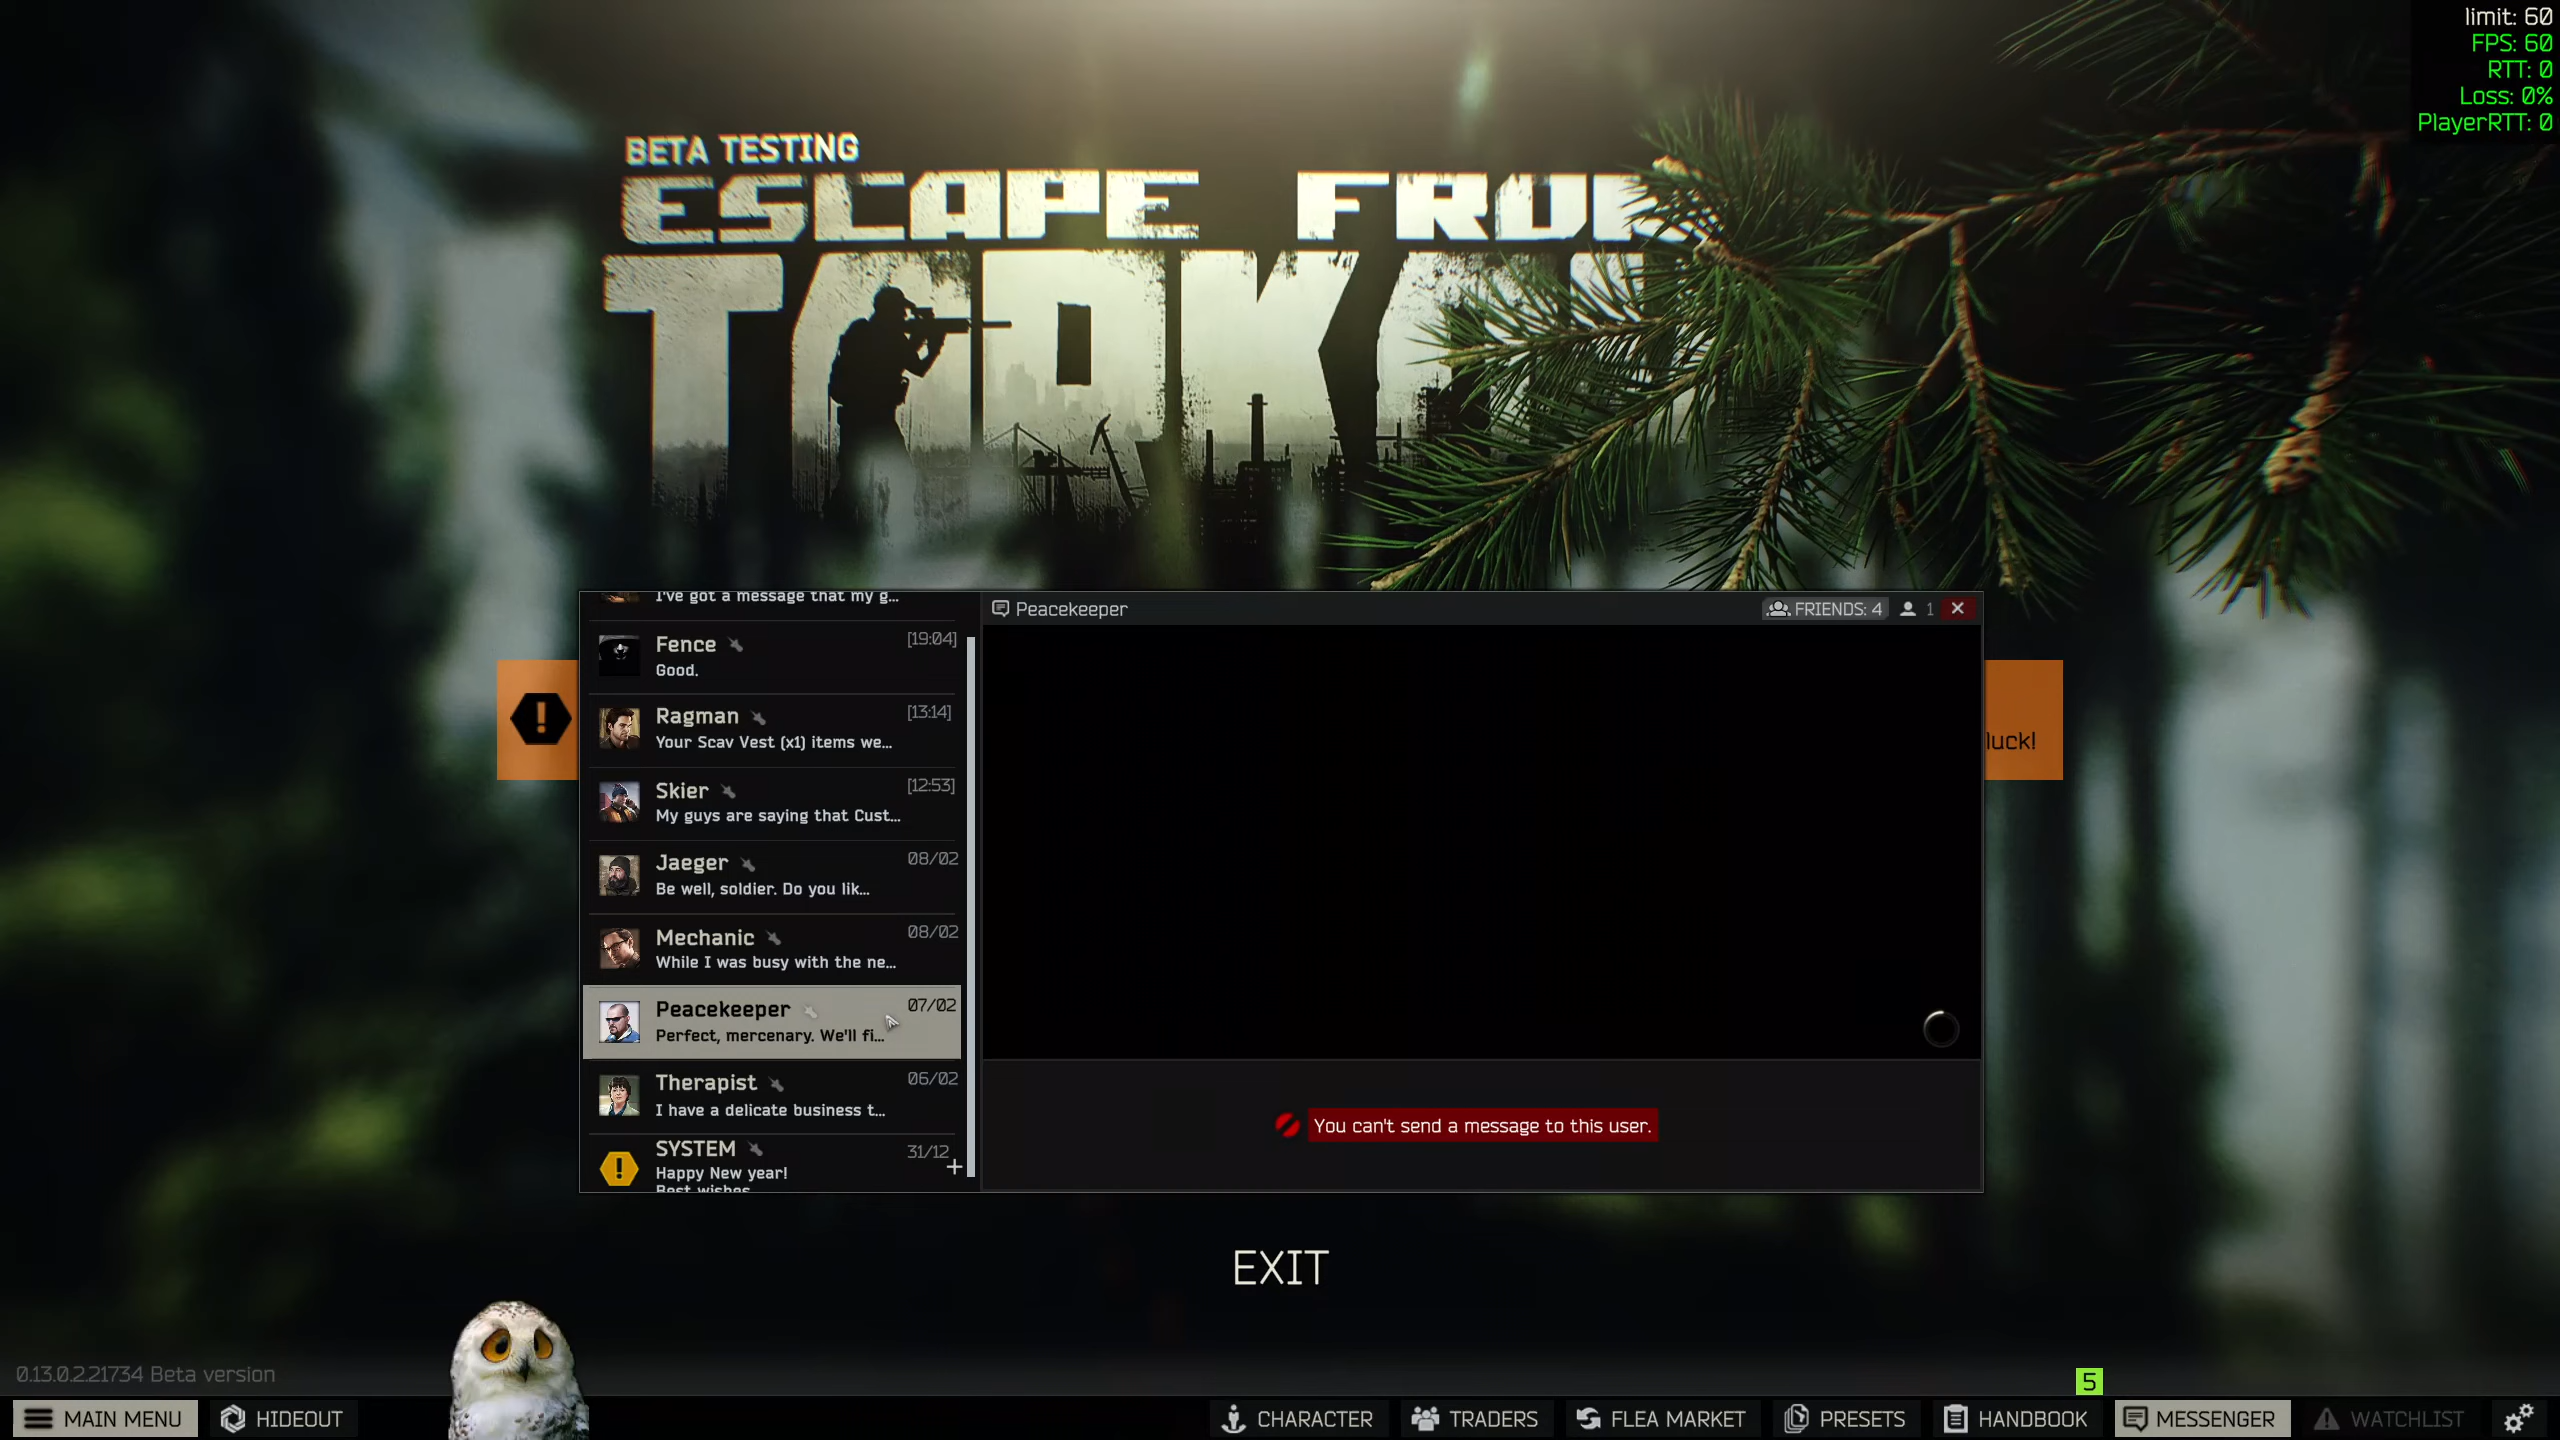 limit: 60
FPS: 60
RTT: 0
Loss: 0%
PlayerRTT: 0
BETA TESTING
ESCAPE FROM
TARKOV
I've got a message that my g...
Peacekeeper
FRIENDS: 4
1
Fence
[19:04]
Good.
Ragman
[13:14]
Your Scav Vest (x1) items we...
Skier
[12:53]
My guys are saying that Cust...
Jaeger
08/02
Be well, soldier. Do you lik...
Mechanic
08/02
While I was busy with the ne...
Peacekeeper
07/02
Perfect, mercenary. We'll fi...
Therapist
06/02
I have a delicate business t...
SYSTEM
31/12
Happy New year!
Best wishes
luck!
You can't send a message to this user.
EXIT
0.13.0.2.21734 Beta version
5
MAIN MENU
HIDEOUT
CHARACTER
TRADERS
FLEA MARKET
PRESETS
HANDBOOK
MESSENGER
WATCHLIST